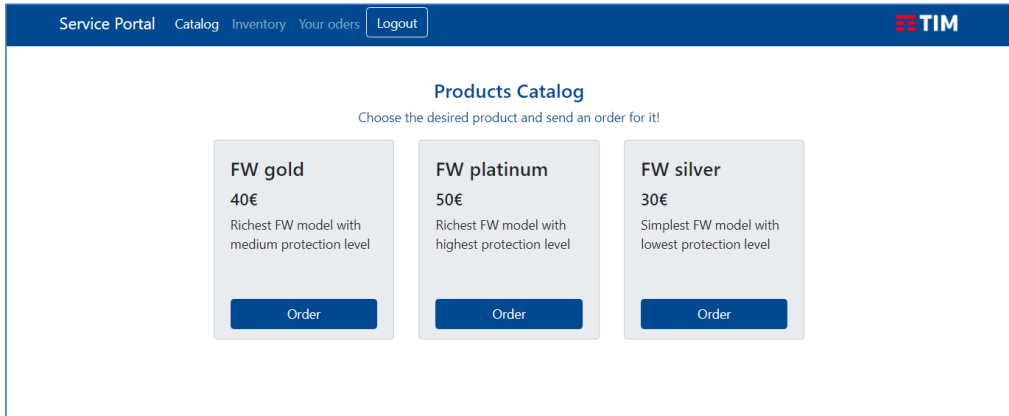 Service Portal Catalog Inventory Your oders Logout TIM
Products Catalog
Choose the desired product and send an order for it!
FW gold
40€
Richest FW model with
medium protection level
Order
FW platinum
50€
Richest FW model with
highest protection level
Order
FW silver
30€
Simplest FW model with
lowest protection level
Order